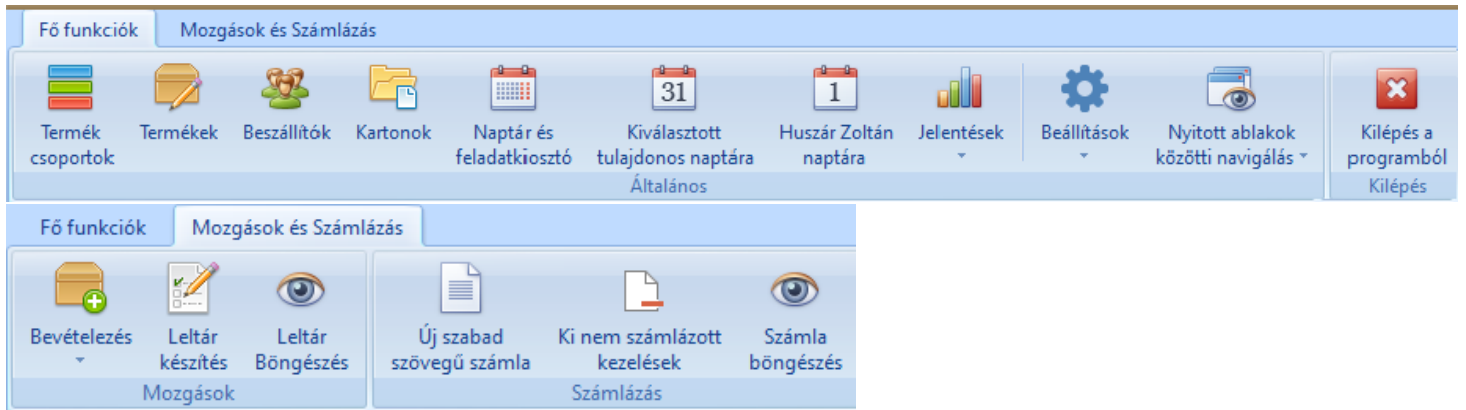 Fő funkciók Mozgások és Számlázás
Termék csoportok
Termékek
Beszállítók
Kartonok
Naptár és feladatkiosztó
Kiválasztott tulajdonos naptára
Huszár Zoltán naptára
Jelentések
Beállítások
Nyitott ablakok közötti navigálás
Kilépés a programból
31
1
Általános
Kilépés
Fő funkciók Mozgások és Számlázás
Bevételezés
Leltár készítés
Leltár Böngészés
Új szabad szövegű számla
Ki nem számlázott kezelések
Számla böngészés
Mozgások
Számlázás